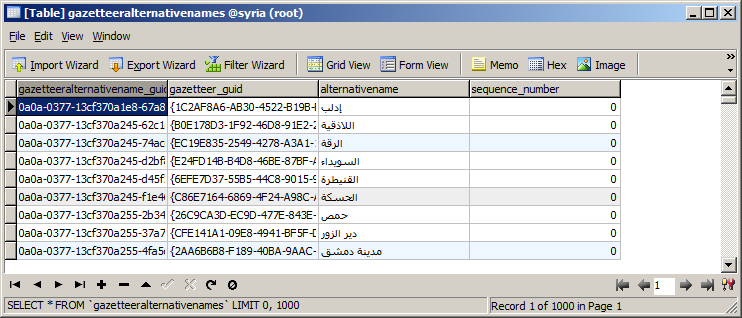 [Table] gazetteeralternativenames @syria (root)
File Edit View Window
Import Wizard Export Wizard Filter Wizard Grid View Form View Memo Hex Image
gazetteeralternativename_guid gazetteer_guid alternativename sequence_number
0a0a-0377-13cf370a1e8-67a8 {1C2AF8A6-AB30-4522-B19B- إدلب 0
0a0a-0377-13cf370a245-62c1 {B0E178D3-1F92-46D8-91E2-2 اللاذقية 0
0a0a-0377-13cf370a245-74ac {EC19E835-2549-4278-A3A1- الرقة 0
0a0a-0377-13cf370a245-d2bf {E24FD14B-B4D8-46BE-87BF-A السويداء 0
0a0a-0377-13cf370a245-d45f {6EFE7D37-55B5-44C8-9015-9 القنيطرة 0
0a0a-0377-13cf370a245-f1e4 {C86E7164-6869-4F24-A98C-A الحسكة 0
0a0a-0377-13cf370a255-2b34 {26C9CA3D-EC9D-477E-843E- حمص 0
0a0a-0377-13cf370a255-37a7 {CFE141A1-09E8-4941-BF5F-D دير الزور 0
0a0a-0377-13cf370a255-4fa5 {2AA6B6B8-F189-40BA-9AAC- مدينة دمشق 0
1
SELECT * FROM `gazetteeralternativenames` LIMIT 0, 1000 Record 1 of 1000 in Page 1